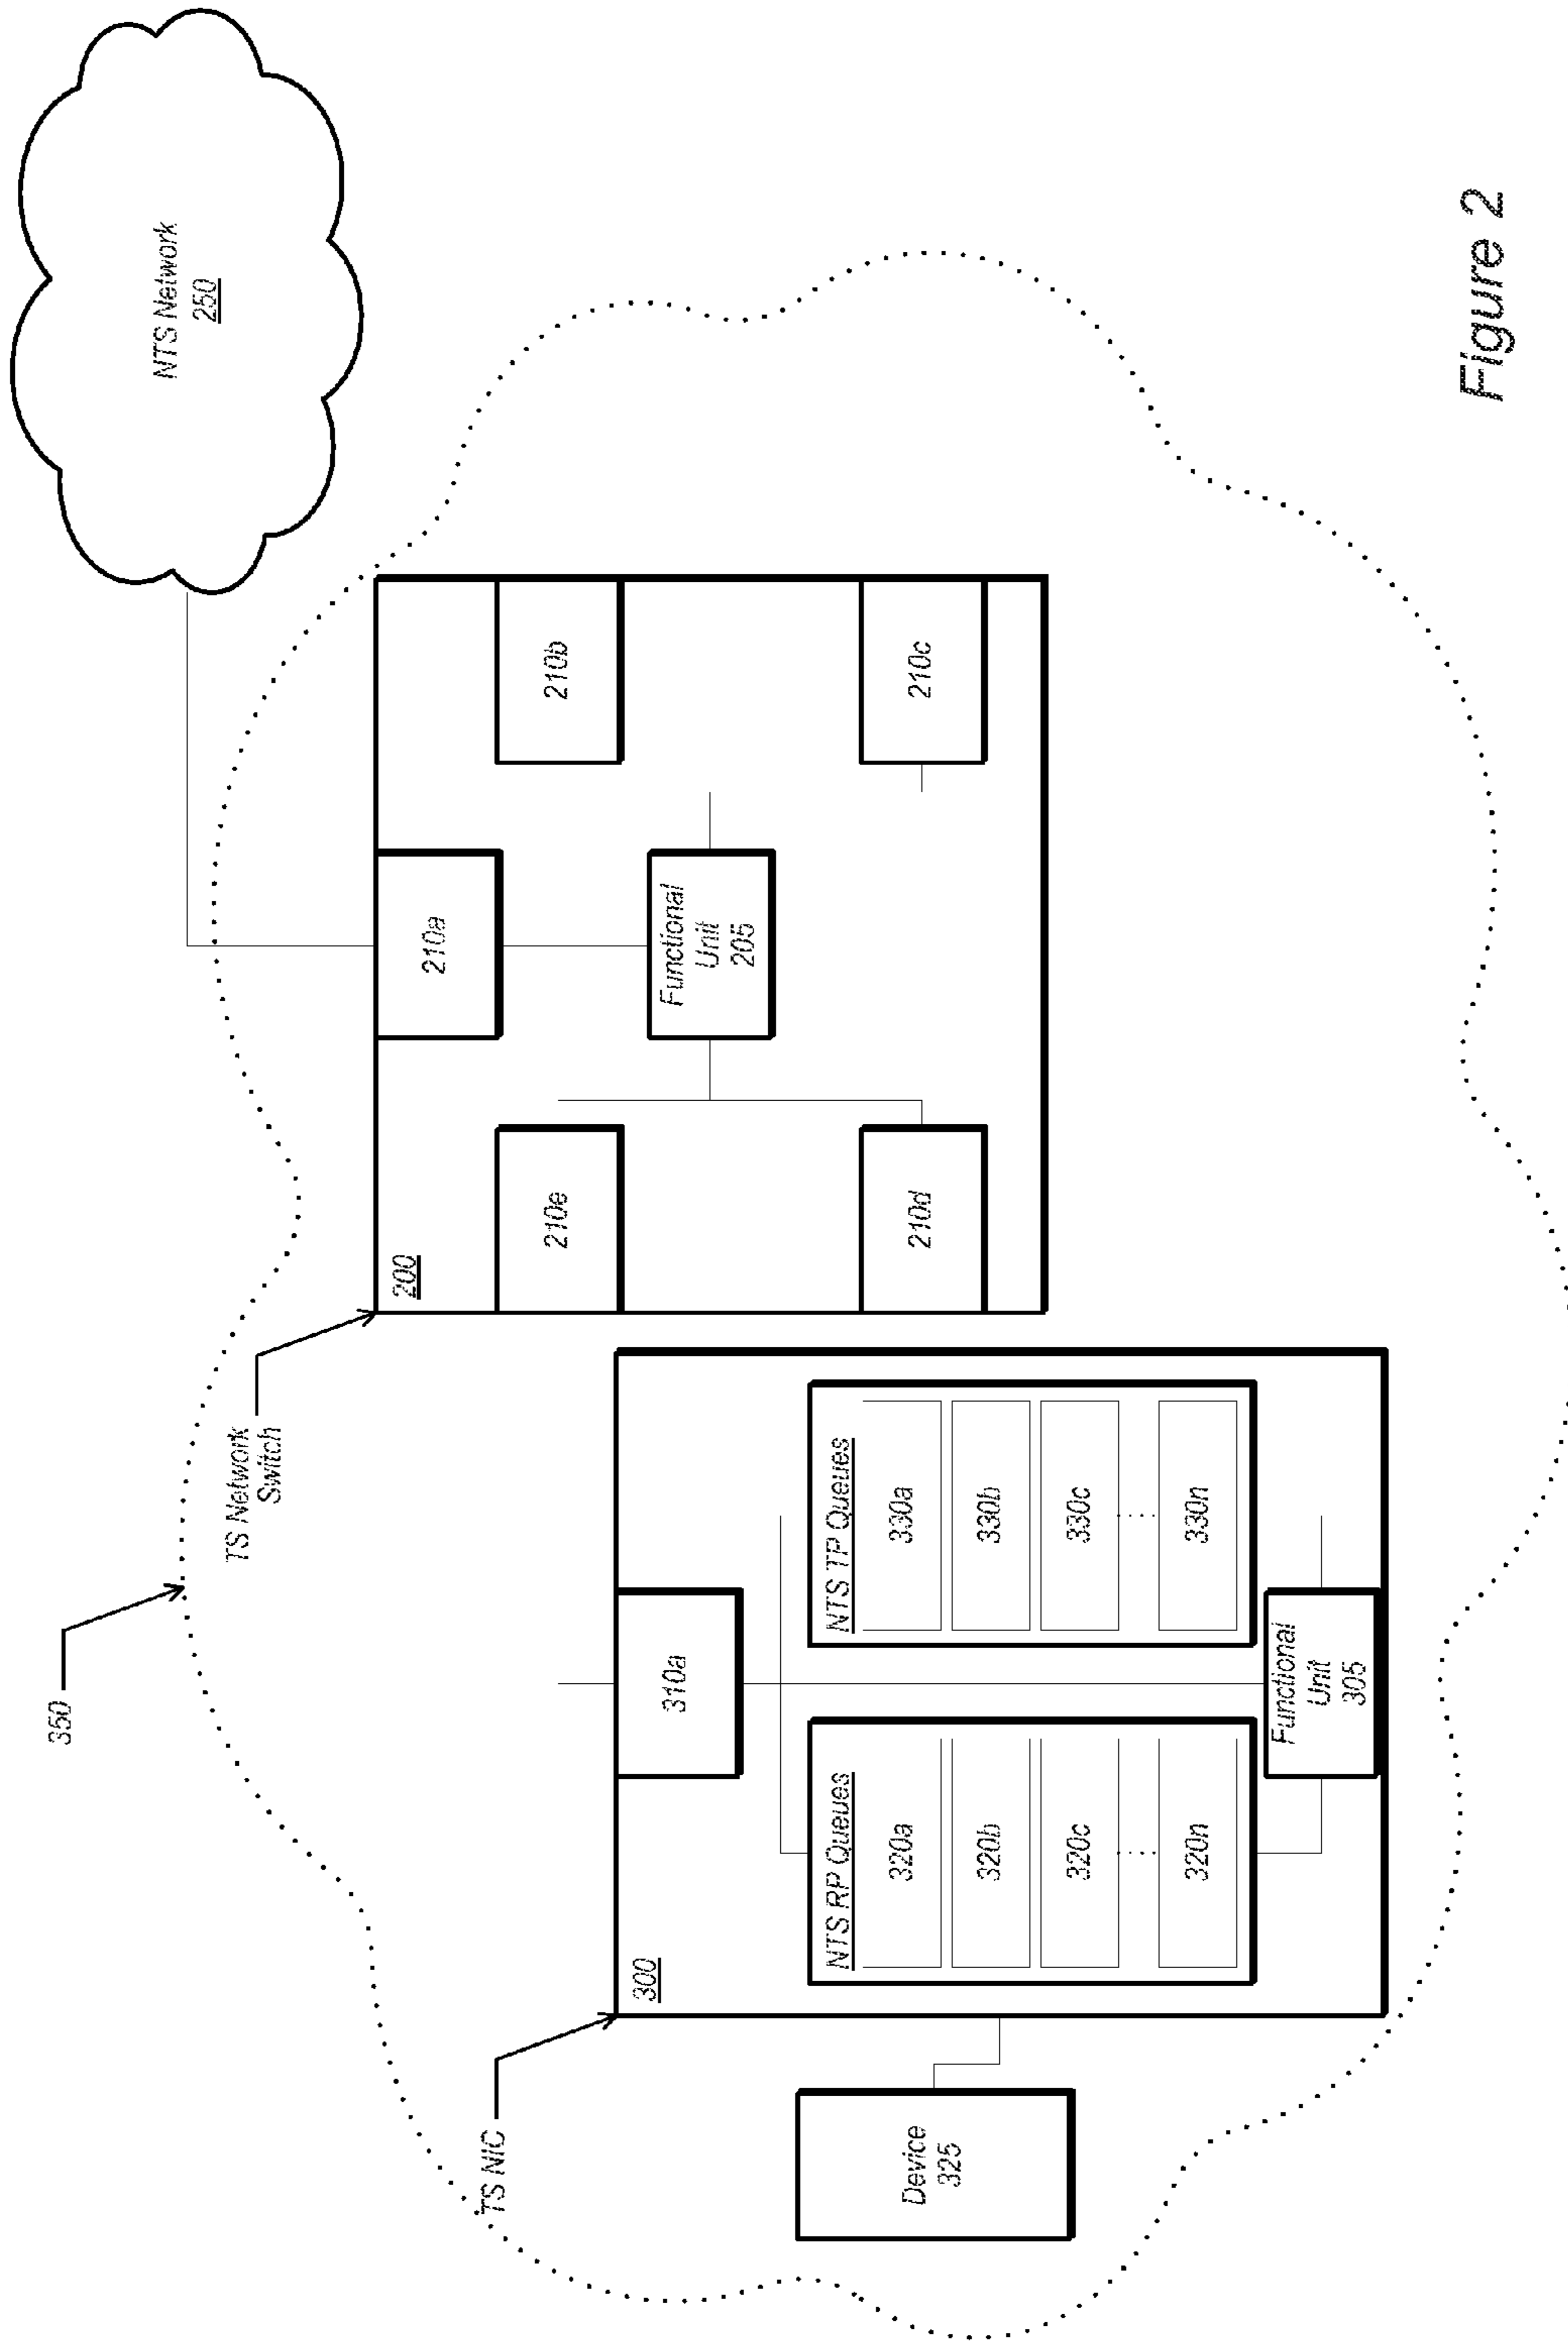 350
NTS Network
250
TS Network
Switch
200
210a
210e
210b
Functional
Unit
205
210d
210c
TS NIC
300
310a
NTS RP Queues
320a
320b
320c
320n
NTS TP Queues
330a
330b
330c
330n
Functional
Unit
305
Device
325
Figure 2